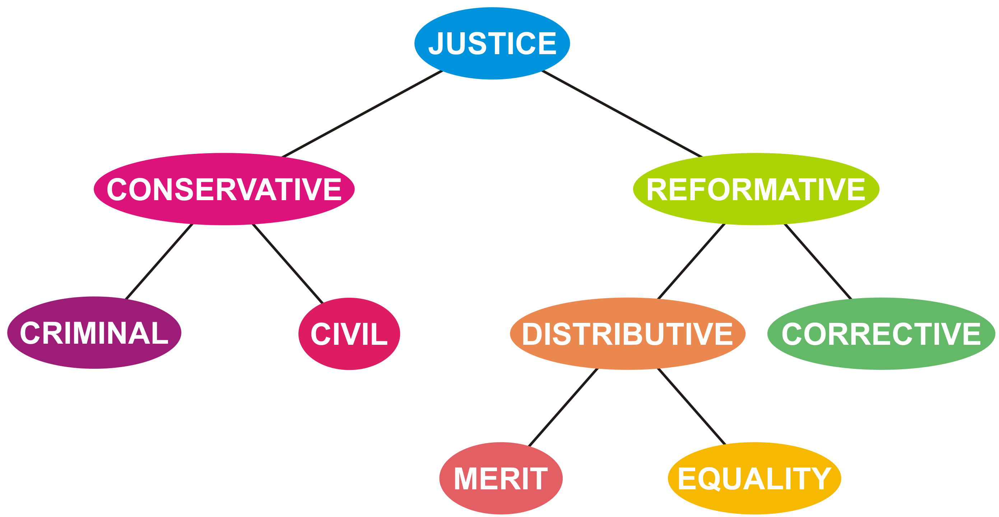 JUSTICE
CONSERVATIVE
REFORMATIVE
CRIMINAL
CIVIL
DISTRIBUTIVE
CORRECTIVE
MERIT
EQUALITY